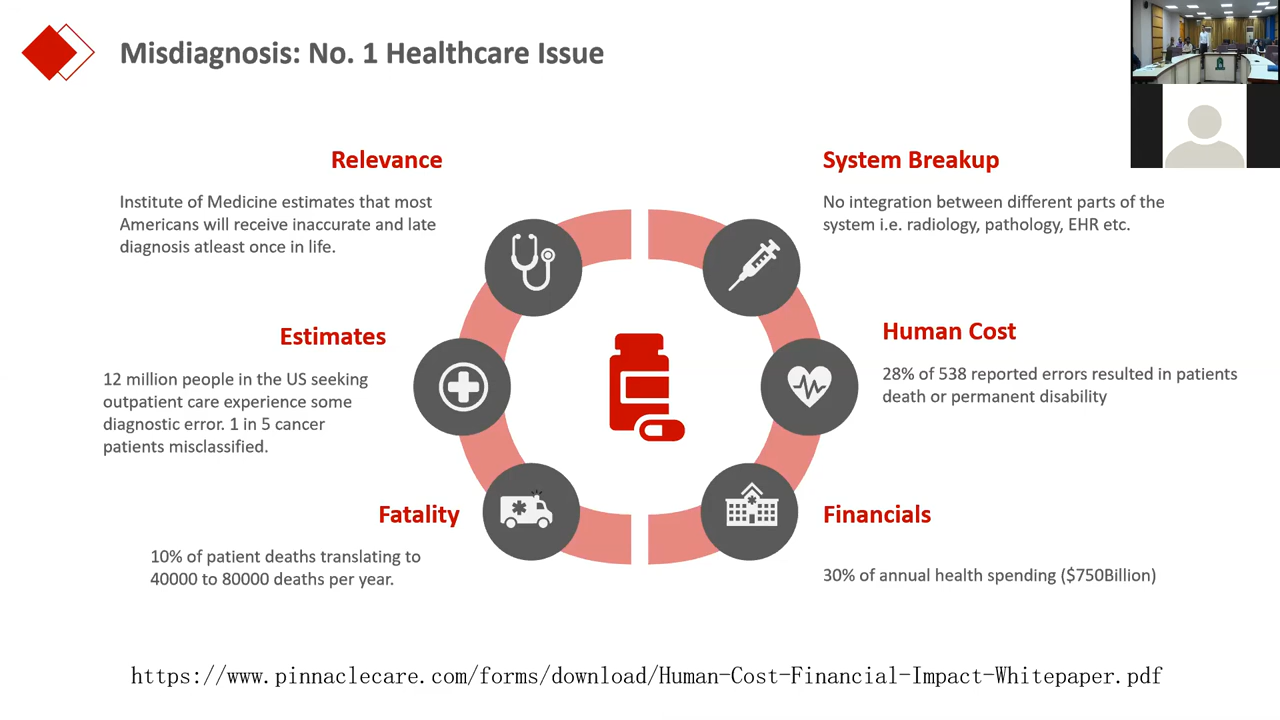 Misdiagnosis: No. 1 Healthcare Issue
Relevance
Institute of Medicine estimates that most
Americans will receive inaccurate and late
diagnosis atleast once in life.
Estimates
12 million people in the US seeking
outpatient care experience some
diagnostic error. 1 in 5 cancer
patients misclassified.
Fatality
10% of patient deaths translating to
40000 to 80000 deaths per year.
System Breakup
No integration between different parts of the
system i.e. radiology, pathology, EHR etc.
Human Cost
28% of 538 reported errors resulted in patients
death or permanent disability
Financials
30% of annual health spending ($750Billion)
https://www.pinnaclecare.com/forms/download/Human-Cost-Financial-Impact-Whitepaper.pdf